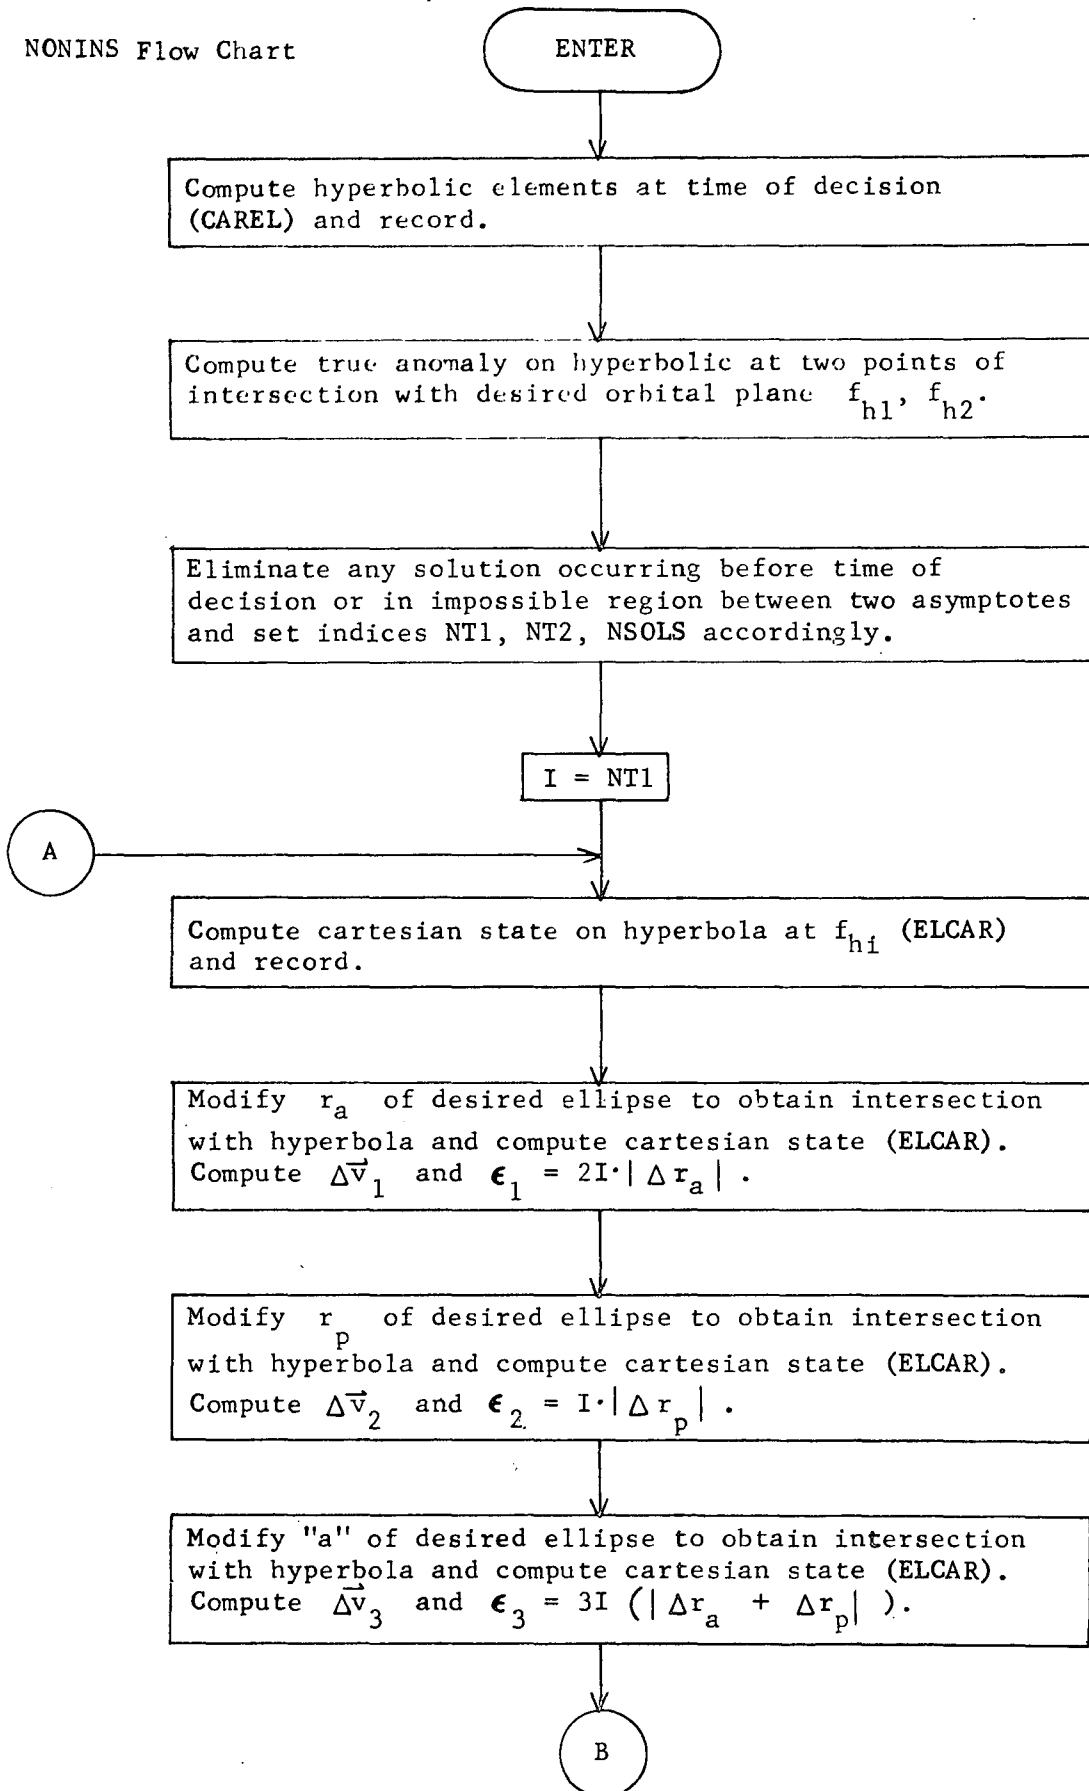 NONINS Flow Chart
ENTER
Compute hyperbolic elements at time of decision
(CAREL) and record.
Compute true anomaly on hyperbolic at two points of
intersection with desired orbital plane f_h1, f_h2.
Eliminate any solution occurring before time of
decision or in impossible region between two asymptotes
and set indices NT1, NT2, NSOLS accordingly.
I = NT1
A
Compute cartesian state on hyperbola at f_hi (ELCAR)
and record.
Modify r_a of desired ellipse to obtain intersection
with hyperbola and compute cartesian state (ELCAR).
Compute Δv⃗_1 and ϵ_1 = 2I·|Δr_a|.
Modify r_p of desired ellipse to obtain intersection
with hyperbola and compute cartesian state (ELCAR).
Compute Δv⃗_2 and ϵ_2 = I·|Δr_p|.
Modify "a" of desired ellipse to obtain intersection
with hyperbola and compute cartesian state (ELCAR).
Compute Δv⃗_3 and ϵ_3 = 3I (|Δr_a + Δr_p|).
B